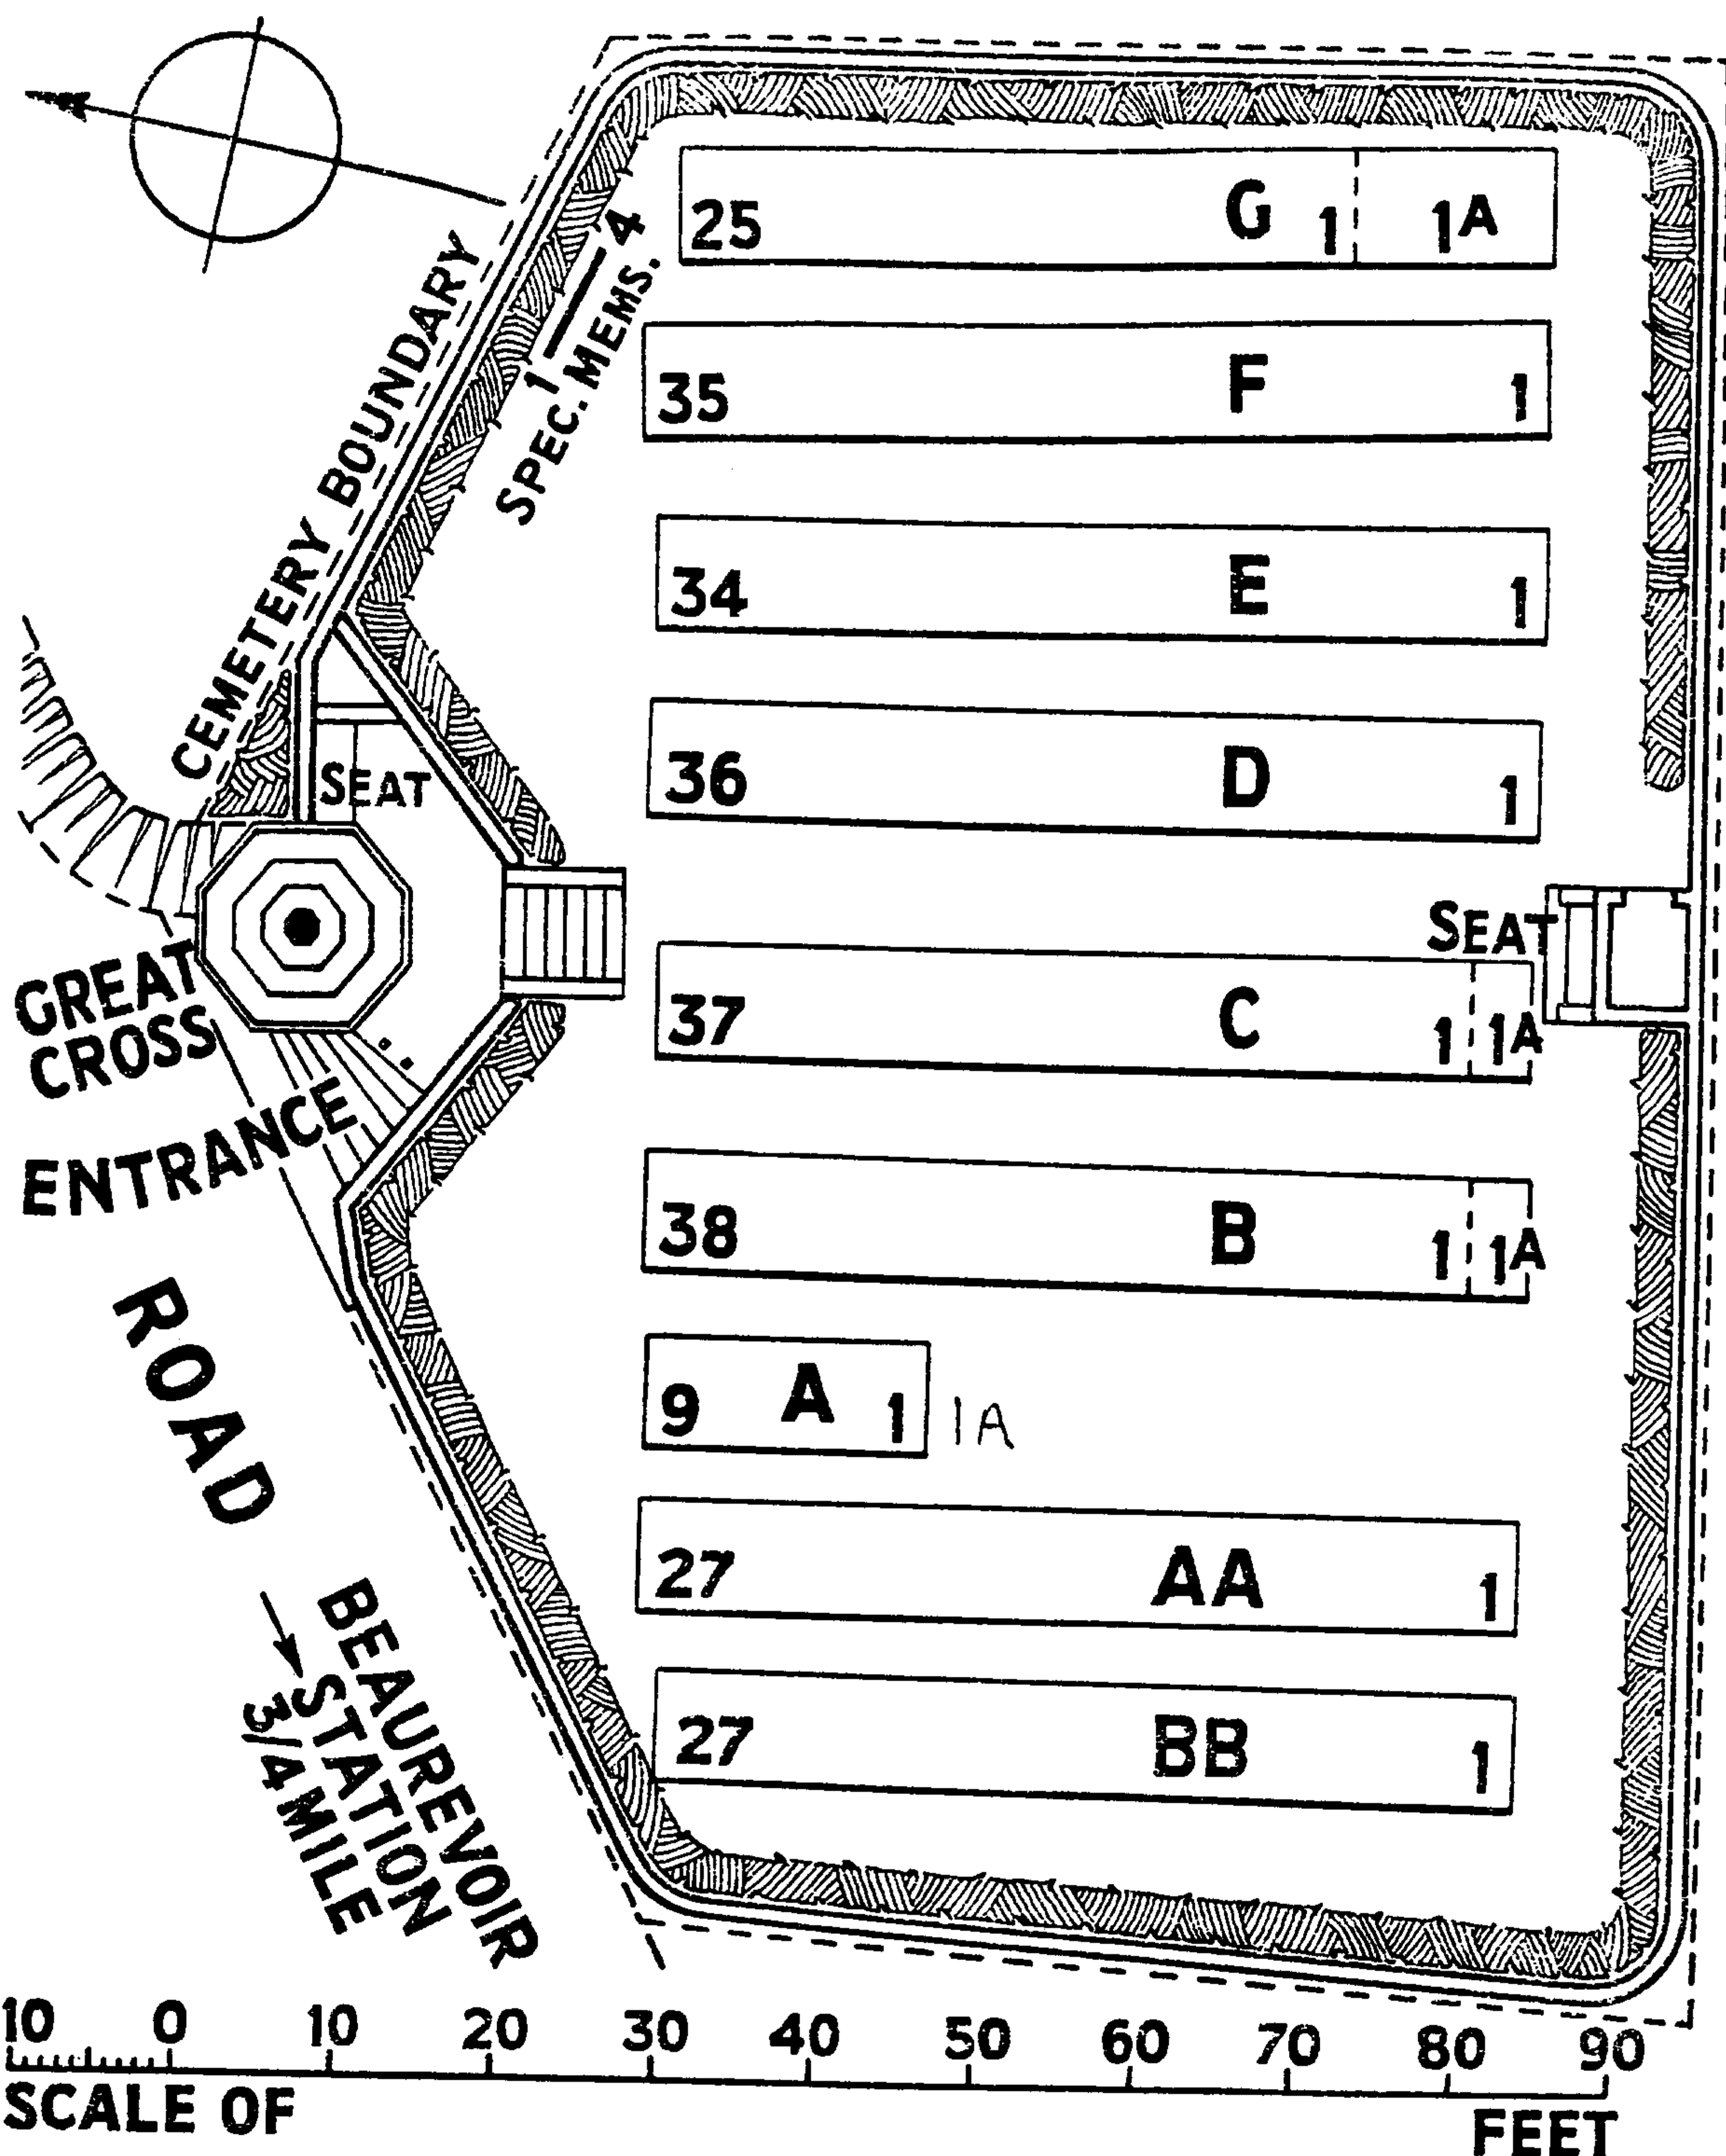 25 G 1 1A
1 — 4
SPEC. MEMS.
CEMETERY BOUNDARY
35 F 1
34 E 1
36 D 1
SEAT
SEAT
GREAT
CROSS
37 C 1 1A
ENTRANCE
38 B 1 1A
ROAD
9 A 1 1A
27 AA 1
BEAUREVOIR
STATION
3/4 MILE
27 BB 1
10 0 10 20 30 40 50 60 70 80 90
SCALE OF FEET